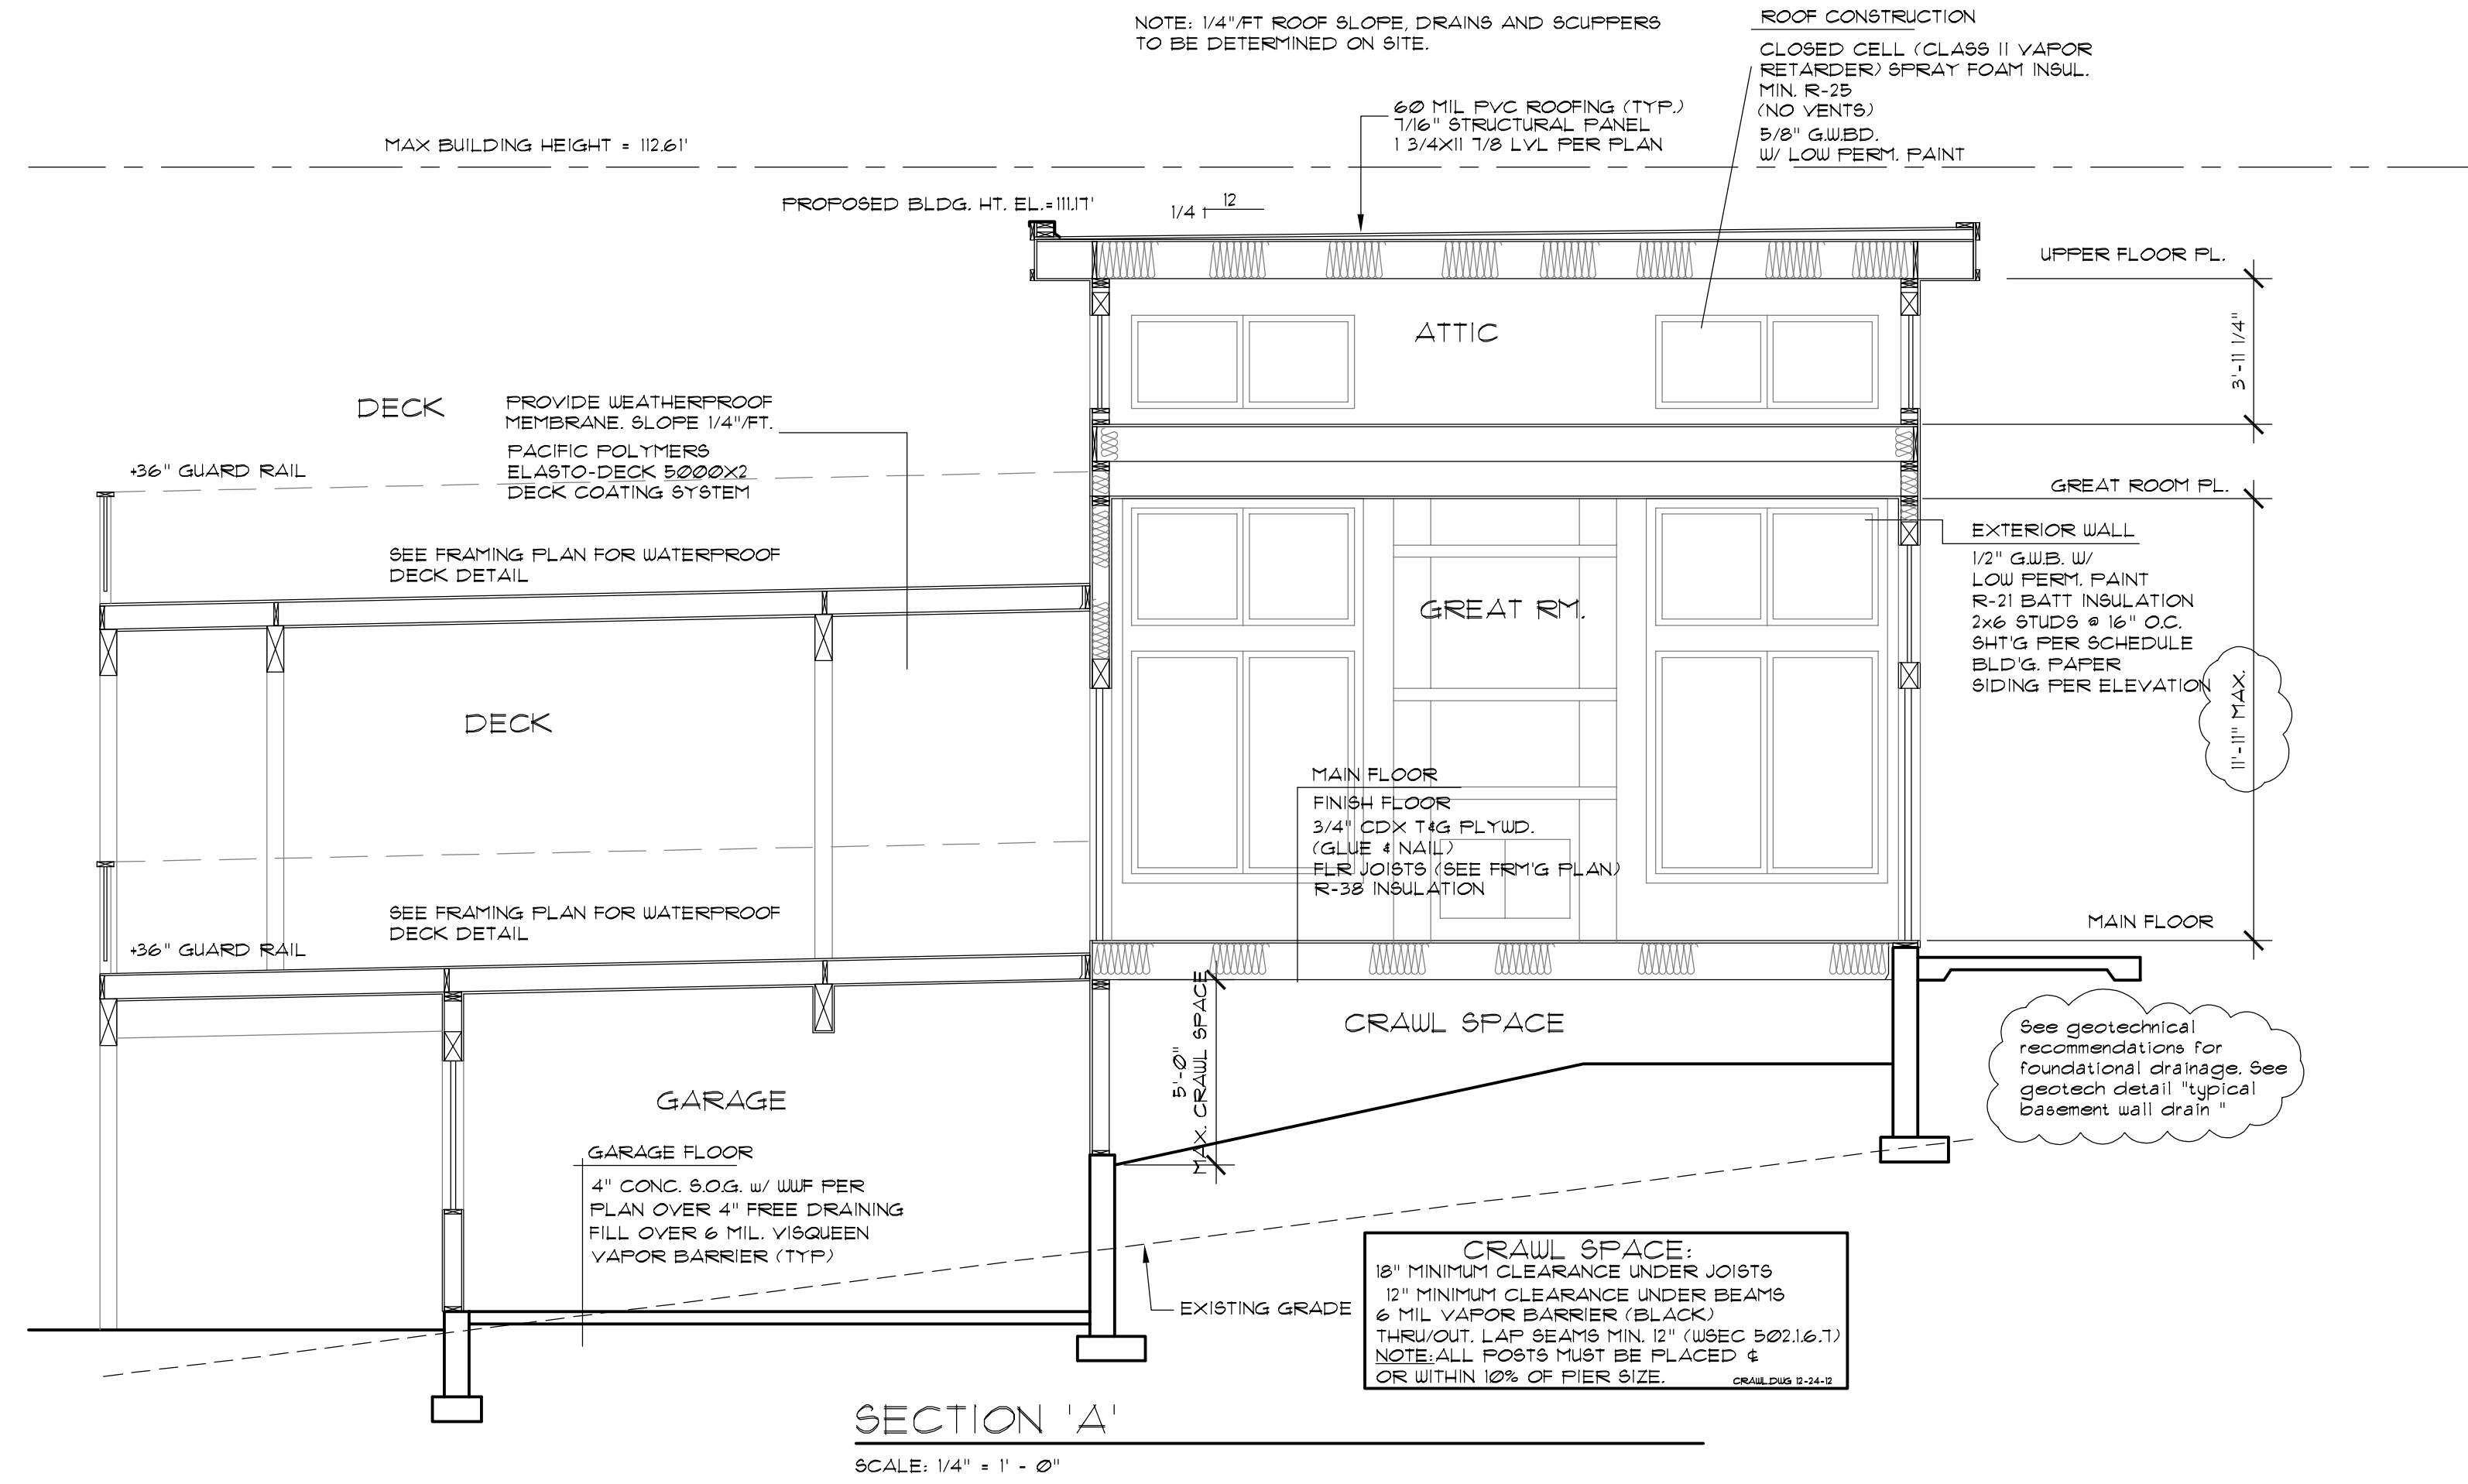 NOTE: 1/4"/FT ROOF SLOPE, DRAINS AND SCUPPERS
TO BE DETERMINED ON SITE.
ROOF CONSTRUCTION
CLOSED CELL (CLASS II VAPOR
RETARDER) SPRAY FOAM INSUL.
MIN. R-25
(NO VENTS)
5/8" G.W.BD.
W/ LOW PERM. PAINT
60 MIL PVC ROOFING (TYP.)
7/16" STRUCTURAL PANEL
1 3/4X11 7/8 LVL PER PLAN
MAX BUILDING HEIGHT = 112.61'
PROPOSED BLDG. HT. EL.=111.17'
12
1/4
UPPER FLOOR PL.
3'-11 1/4"
ATTIC
DECK
PROVIDE WEATHERPROOF
MEMBRANE. SLOPE 1/4"/FT.
PACIFIC POLYMERS
ELASTO-DECK 5000X2
DECK COATING SYSTEM
+36" GUARD RAIL
SEE FRAMING PLAN FOR WATERPROOF
DECK DETAIL
GREAT ROOM PL.
EXTERIOR WALL
1/2" G.W.B. W/
LOW PERM. PAINT
R-21 BATT INSULATION
2x6 STUDS @ 16" O.C.
SHT'G PER SCHEDULE
BLD'G. PAPER
SIDING PER ELEVATION
11'-11" MAX.
GREAT RM.
DECK
MAIN FLOOR
FINISH FLOOR
3/4" CDX T&G PLYWD.
(GLUE & NAIL)
FLR JOISTS (SEE FRM'G PLAN)
R-38 INSULATION
SEE FRAMING PLAN FOR WATERPROOF
DECK DETAIL
+36" GUARD RAIL
MAIN FLOOR
CRAWL SPACE
5'-0"
MAX. CRAWL SPACE
See geotechnical
recommendations for
foundational drainage. See
geotech detail "typical
basement wall drain "
GARAGE
GARAGE FLOOR
4" CONC. S.O.G. w/ WWF PER
PLAN OVER 4" FREE DRAINING
FILL OVER 6 MIL. VISQUEEN
VAPOR BARRIER (TYP)
EXISTING GRADE
CRAWL SPACE:
18" MINIMUM CLEARANCE UNDER JOISTS
12" MINIMUM CLEARANCE UNDER BEAMS
6 MIL VAPOR BARRIER (BLACK)
THRU/OUT. LAP SEAMS MIN. 12" (WSEC 502.1.6.7)
NOTE: ALL POSTS MUST BE PLACED ℄
OR WITHIN 10% OF PIER SIZE.
CRAWL.DWG 12-24-12
SECTION 'A'
SCALE: 1/4" = 1' - 0"